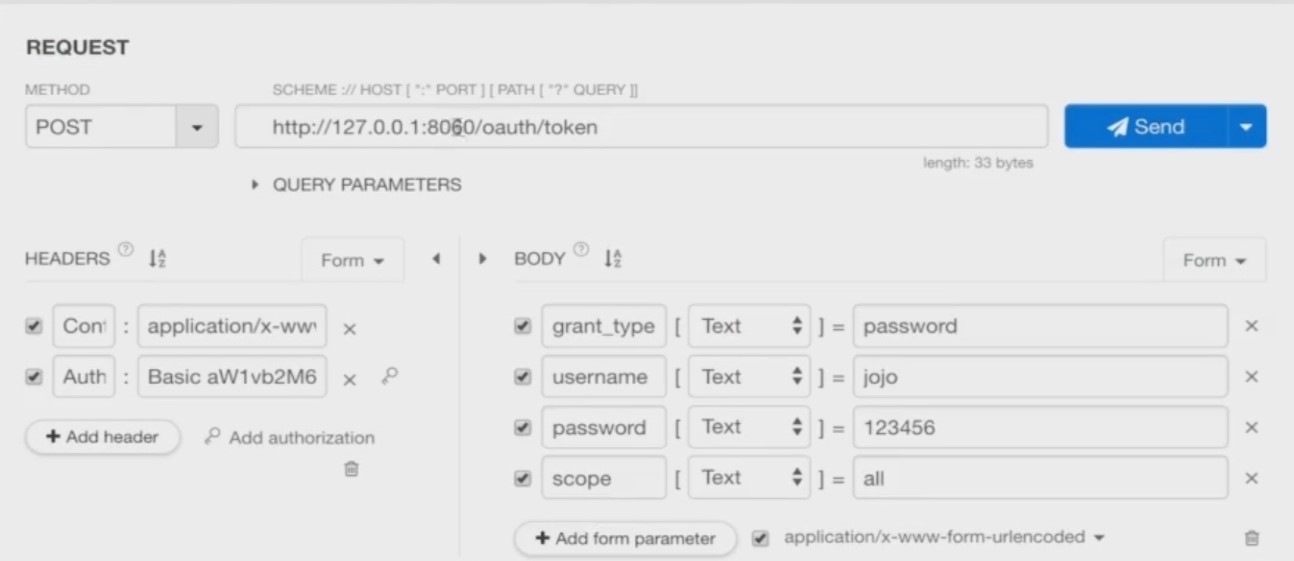 REQUEST
METHOD
SCHEME :// HOST [ ":" PORT ] [ PATH [ "?" QUERY ]]
POST
http://127.0.0.1:8060/oauth/token
Send
length: 33 bytes
QUERY PARAMETERS
HEADERS ? Form
BODY ? Form
Cont : application/x-ww
Auth : Basic aW1vb2M6
+ Add header Add authorization
grant_type [ Text ] = password
username [ Text ] = jojo
password [ Text ] = 123456
scope [ Text ] = all
+ Add form parameter application/x-www-form-urlencoded